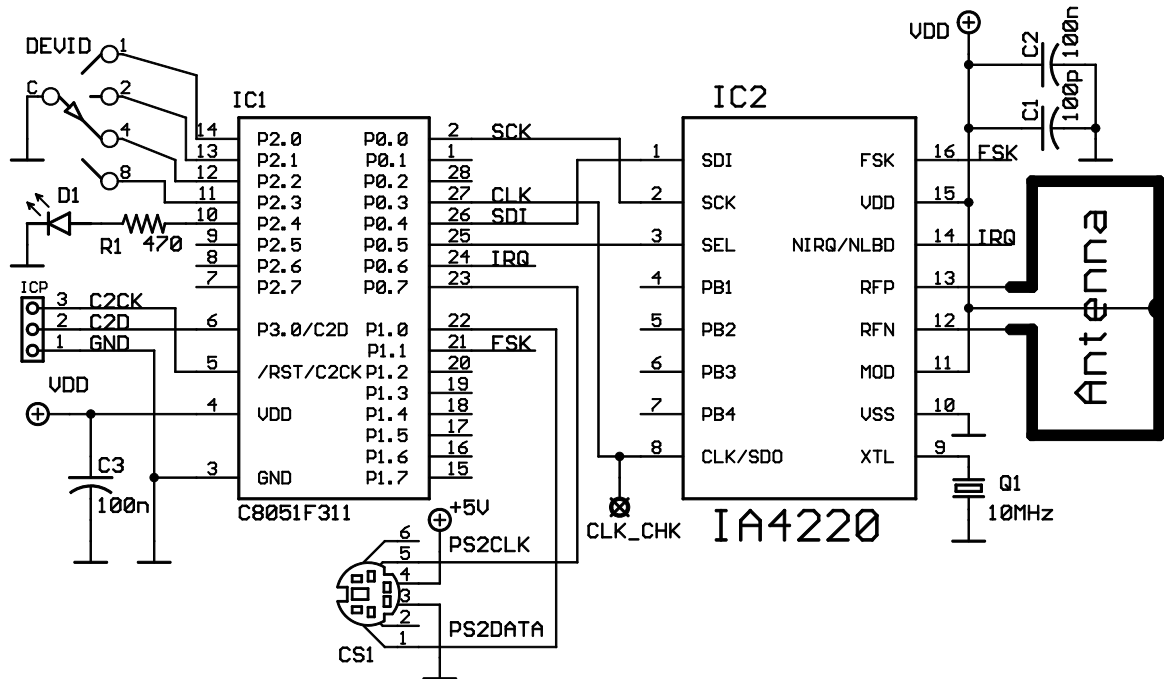 DEVID
1
C
2
4
8
D1
R1
470
ICP
3 C2CK
2 C2D
1 GND
VDD
C3
100n
IC1
14 P2.0
13 P2.1
12 P2.2
11 P2.3
10 P2.4
9 P2.5
8 P2.6
7 P2.7
6 P3.0/C2D
5 /RST/C2CK
4 VDD
3 GND
P0.0 2 SCK
P0.1 1
P0.2 28
P0.3 27 CLK
P0.4 26 SDI
P0.5 25
P0.6 24 IRQ
P0.7 23
P1.0 22
P1.1 21 FSK
P1.2 20
P1.3 19
P1.4 18
P1.5 17
P1.6 16
P1.7 15
C8051F311
+5V
6
5 PS2CLK
4
3
2 PS2DATA
1
CS1
IC2
1 SDI
2 SCK
3 SEL
4 PB1
5 PB2
6 PB3
7 PB4
8 CLK/SDO
FSK 16 FSK
VDD 15
NIRQ/NLBD 14 IRQ
RFP 13
RFN 12
MOD 11
VSS 10
XTL 9
IA4220
CLK_CHK
VDD
C2
100n
C1
100p
Antenna
Q1
10MHz